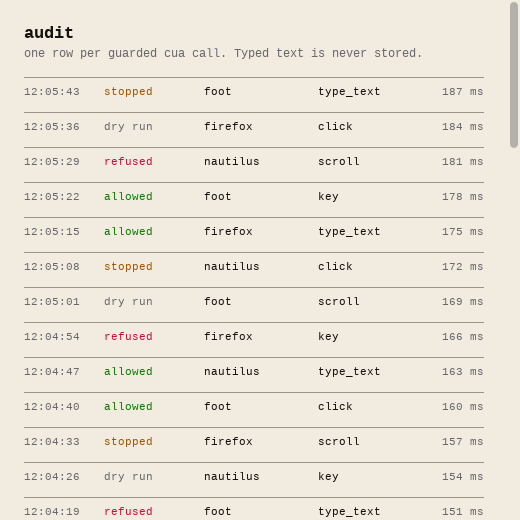 audit
one row per guarded cua call. Typed text is never stored.
12:05:43 stopped foot type_text 187 ms
12:05:36 dry run firefox click 184 ms
12:05:29 refused nautilus scroll 181 ms
12:05:22 allowed foot key 178 ms
12:05:15 allowed firefox type_text 175 ms
12:05:08 stopped nautilus click 172 ms
12:05:01 dry run foot scroll 169 ms
12:04:54 refused firefox key 166 ms
12:04:47 allowed nautilus type_text 163 ms
12:04:40 allowed foot click 160 ms
12:04:33 stopped firefox scroll 157 ms
12:04:26 dry run nautilus key 154 ms
12:04:19 refused foot type_text 151 ms